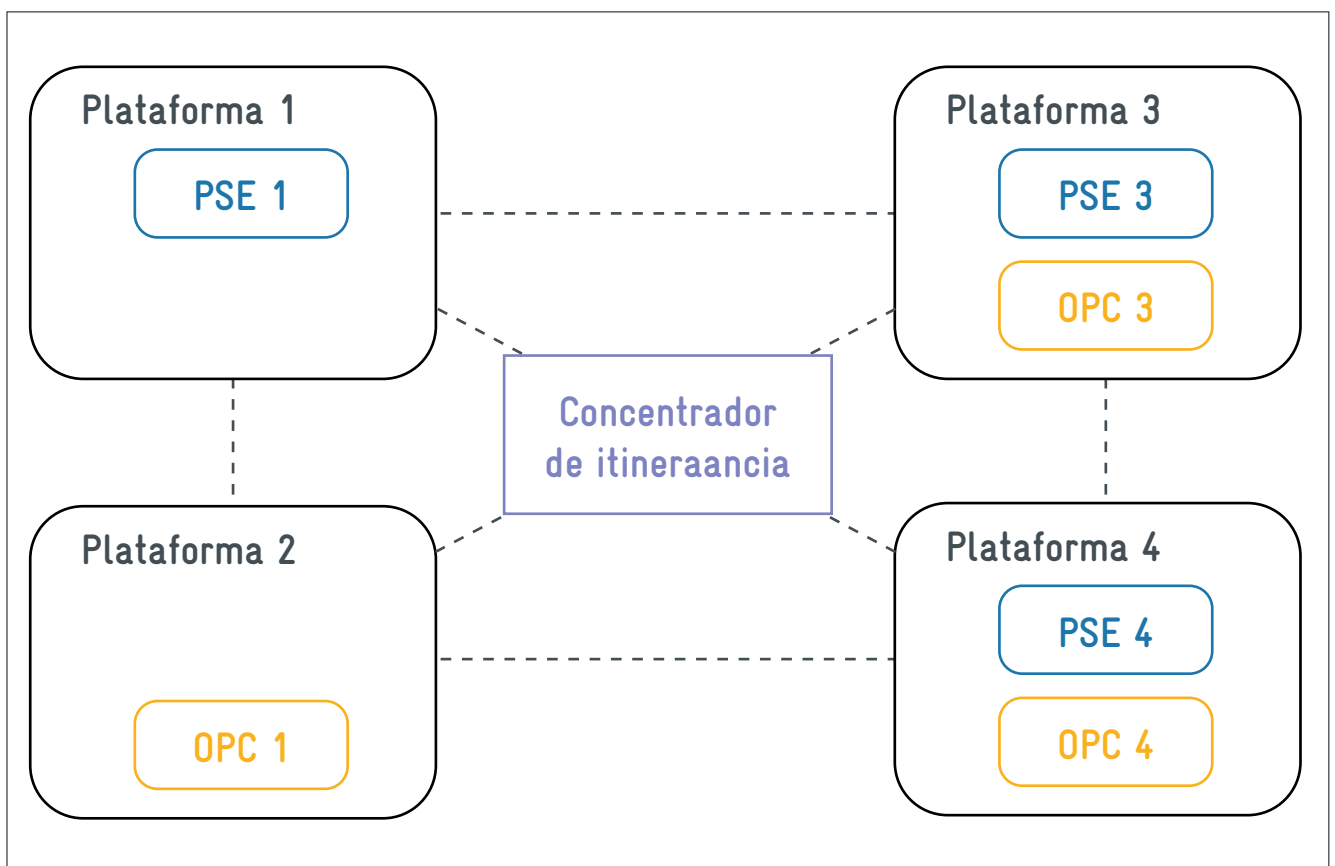 Plataforma 1
PSE 1
Plataforma 3
PSE 3
OPC 3
Concentrador
de itineraancia
Plataforma 2
OPC 1
Plataforma 4
PSE 4
OPC 4